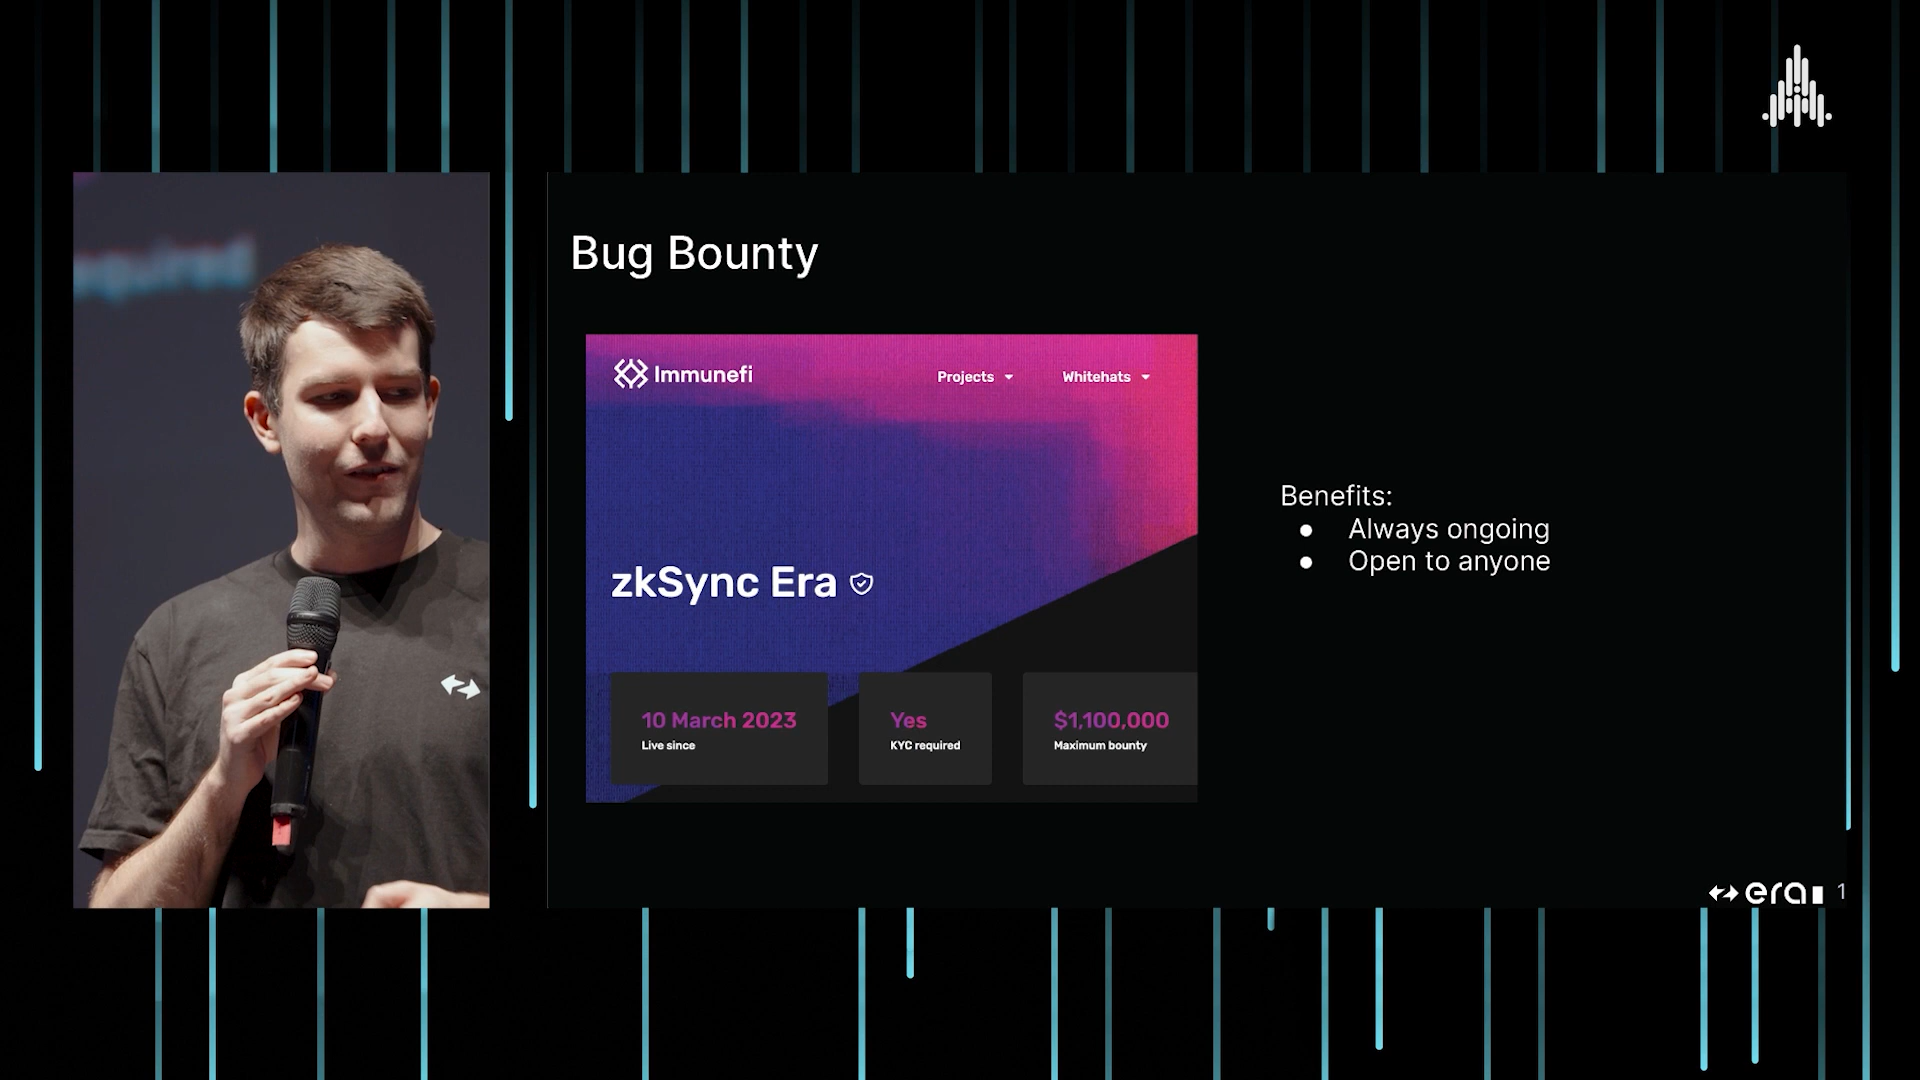 equired
Bug Bounty
Immunefi
Projects
Whitehats
zkSync Era
10 March 2023
Live since
Yes
KYC required
$1,100,000
Maximum bounty
Benefits:
● Always ongoing
● Open to anyone
era
1